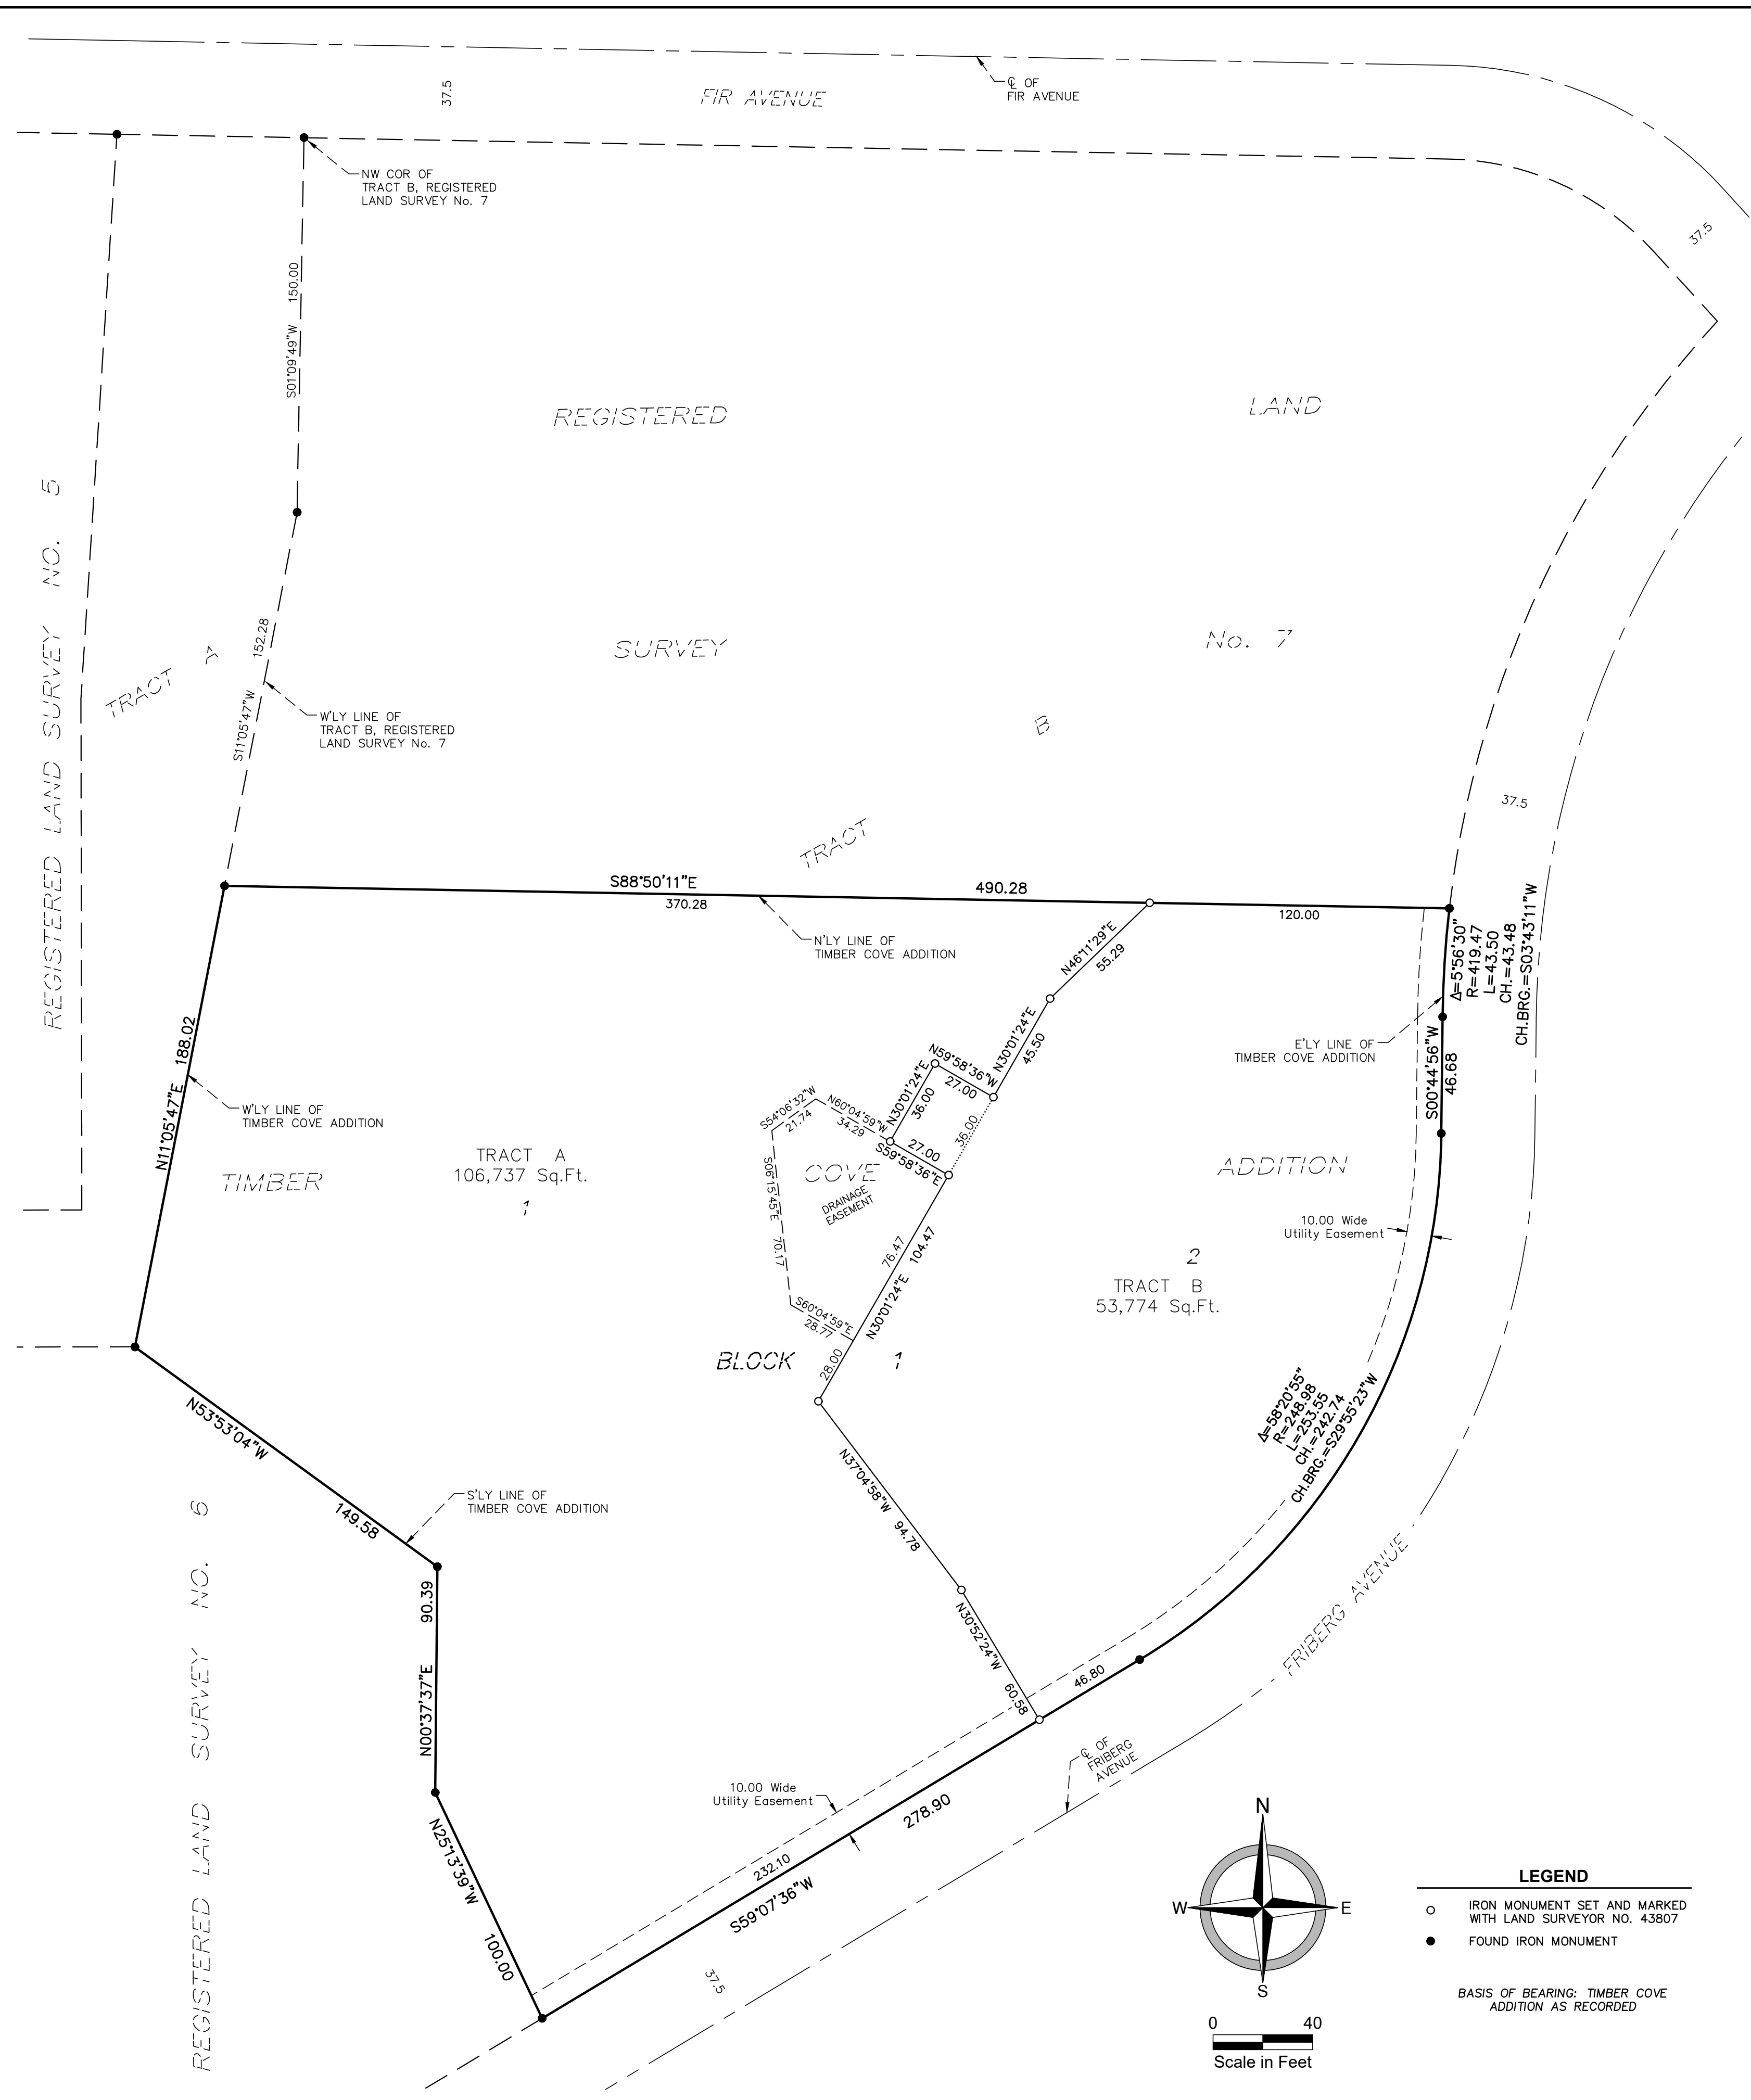 ℄ OF
FIR AVENUE
37.5
FIR AVENUE
NW COR OF
TRACT B, REGISTERED
LAND SURVEY No. 7
37.5
S01°09'49"W 150.00
REGISTERED LAND
SURVEY No. 7
REGISTERED LAND SURVEY NO. 5
TRACT A
152.28
S11°05'47"W
W'LY LINE OF
TRACT B, REGISTERED
LAND SURVEY No. 7
TRACT B
37.5
S88°50'11"E
490.28
370.28
120.00
N'LY LINE OF
TIMBER COVE ADDITION
N46°11'29"E
55.29
Δ=5°56'30"
R=419.47
L=43.50
CH.=43.48
CH.BRG.=S03°43'11"W
N30°01'24"E
45.50
E'LY LINE OF
TIMBER COVE ADDITION
S00°44'56"W
46.68
N11°05'47"E 188.02
W'LY LINE OF
TIMBER COVE ADDITION
N59°58'36"W
27.00
N30°01'24"E
36.00
36.00
27.00
S59°58'36"E
S54°06'32"W
21.74
N60°04'59"W
34.29
S06°15'45"E 70.17
TRACT A
106,737 Sq.Ft.
1
TIMBER COVE ADDITION
DRAINAGE
EASEMENT
10.00 Wide
Utility Easement
76.47
N30°01'24"E 104.47
2
TRACT B
53,774 Sq.Ft.
S60°04'59"E
28.77
28.00
BLOCK 1
Δ=58°20'55"
R=248.98
L=253.55
CH.=242.74
CH.BRG.=S29°55'23"W
N53°53'04"W
149.58
S'LY LINE OF
TIMBER COVE ADDITION
N37°04'58"W 94.78
REGISTERED LAND SURVEY NO. 6
N00°37'37"E 90.39
N30°52'24"W 60.58
46.80
FRIBERG AVENUE
℄ OF
FRIBERG
AVENUE
10.00 Wide
Utility Easement
278.90
232.10
S59°07'36"W
N25°13'39"W 100.00
37.5
N
W
E
S
0 40
Scale in Feet
LEGEND
IRON MONUMENT SET AND MARKED
WITH LAND SURVEYOR NO. 43807
FOUND IRON MONUMENT
BASIS OF BEARING: TIMBER COVE
ADDITION AS RECORDED